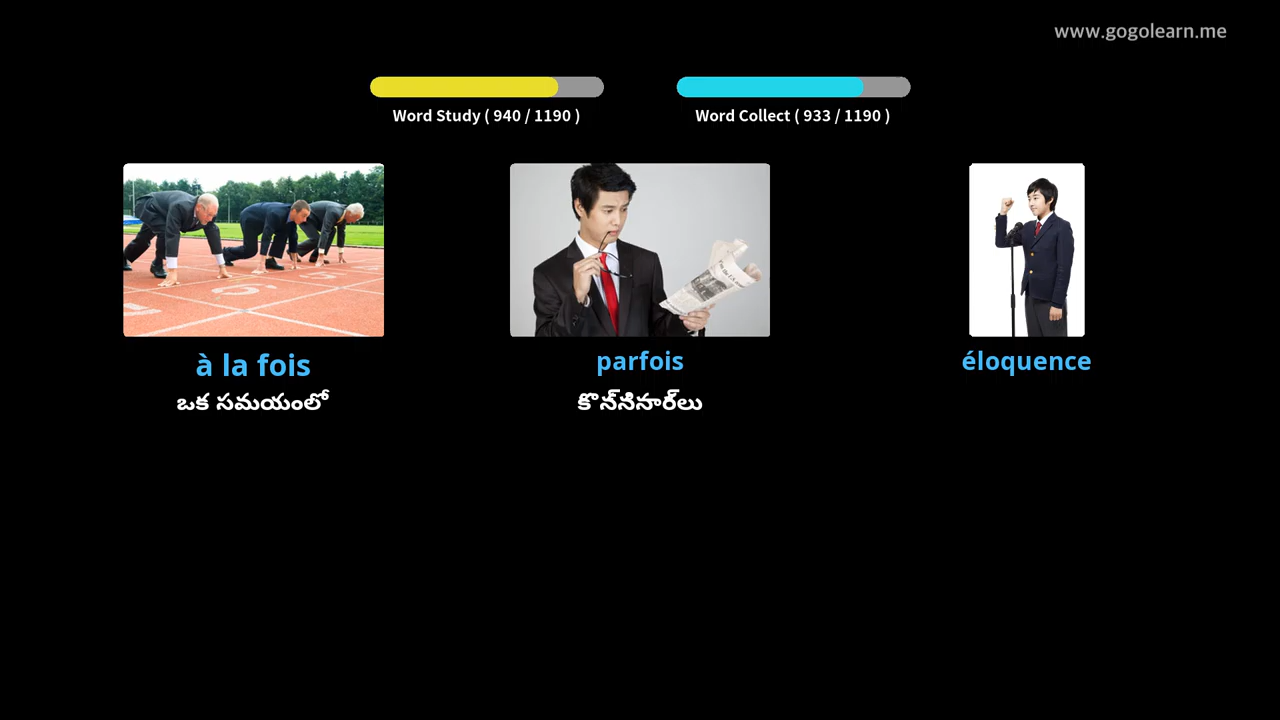 www.gogolearn.me
Word Study ( 940 / 1190 )
Word Collect ( 933 / 1190 )
à la fois
parfois
éloquence
ఒక సమయంలో
కొన్‌నిసార్‌లు